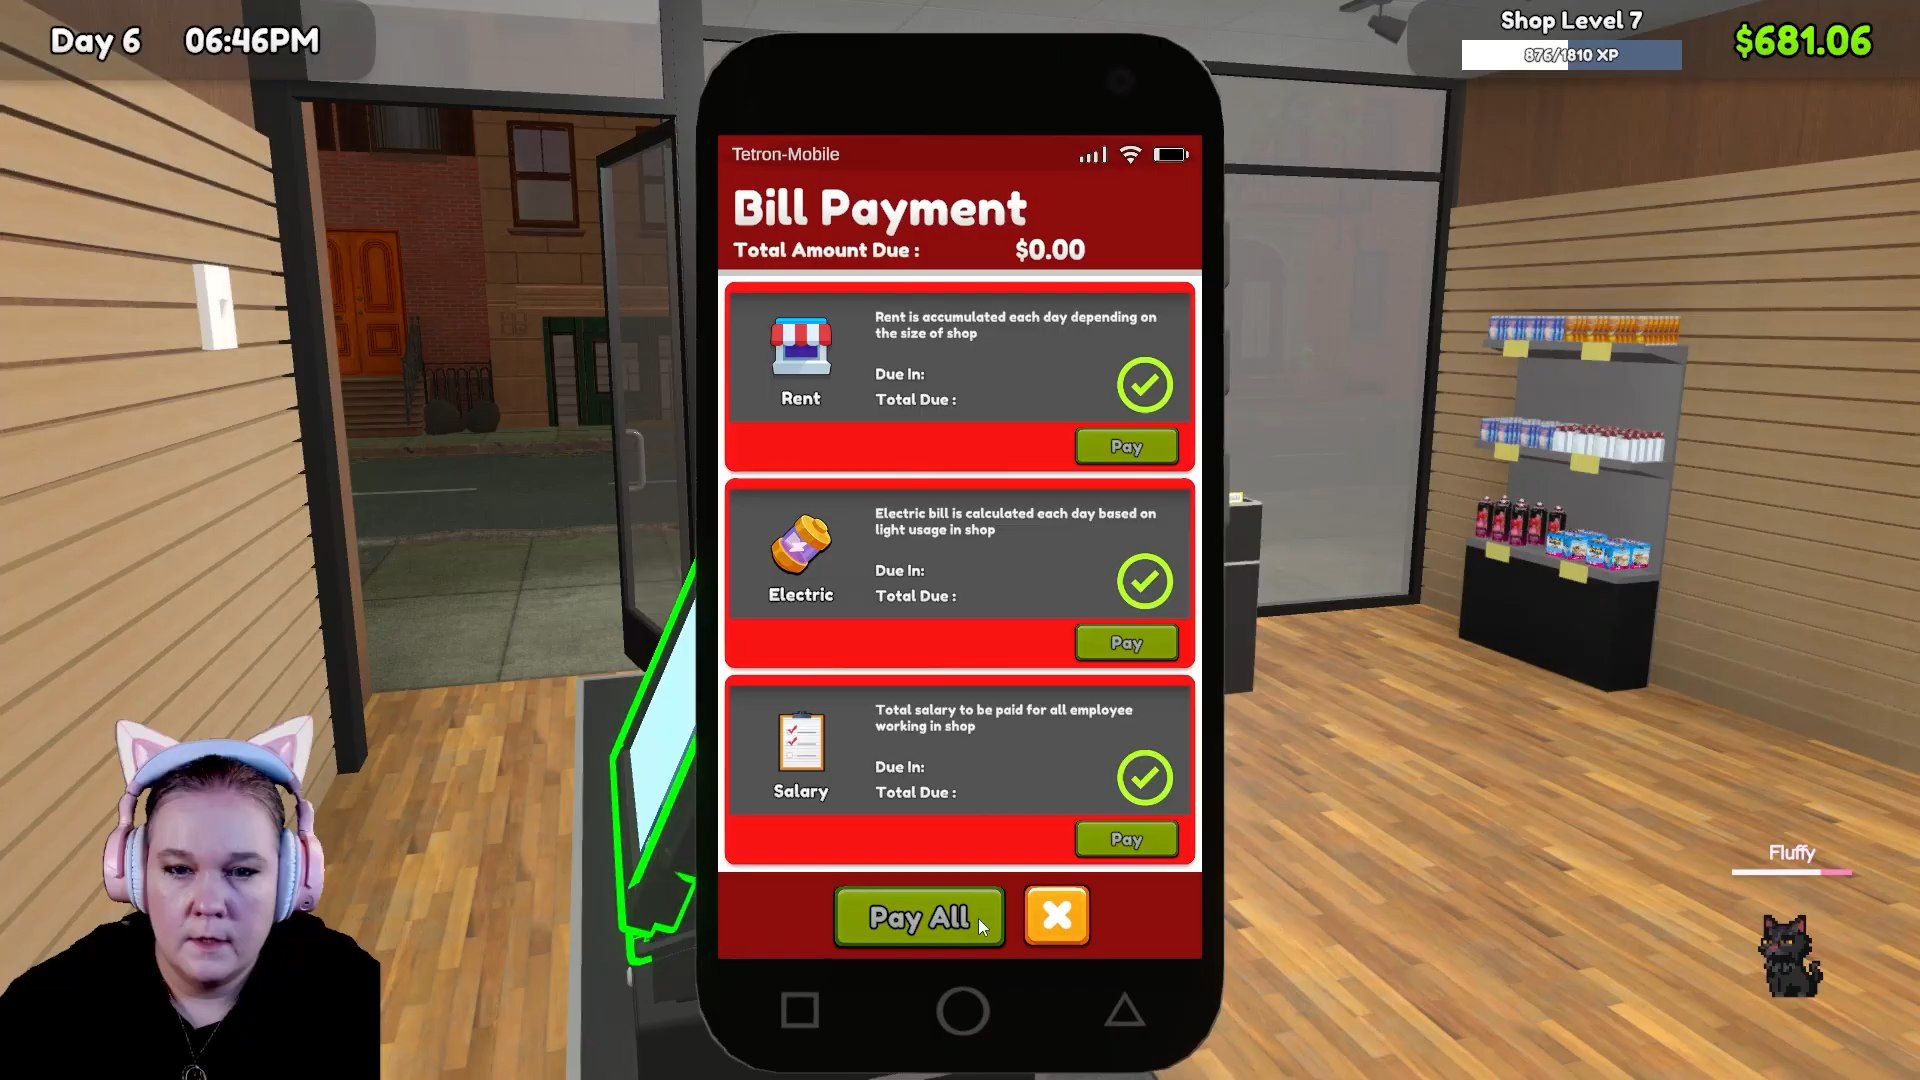 Day 6 06:46PM
Shop Level 7
876/1810 XP
$681.06
Tetron-Mobile
Bill Payment
Total Amount Due : $0.00
Rent is accumulated each day depending on
the size of shop
Rent
Due In:
Total Due :
Pay
Electric bill is calculated each day based on
light usage in shop
Electric
Due In:
Total Due :
Pay
Total salary to be paid for all employee
working in shop
Salary
Due In:
Total Due :
Pay
Pay All
Fluffy